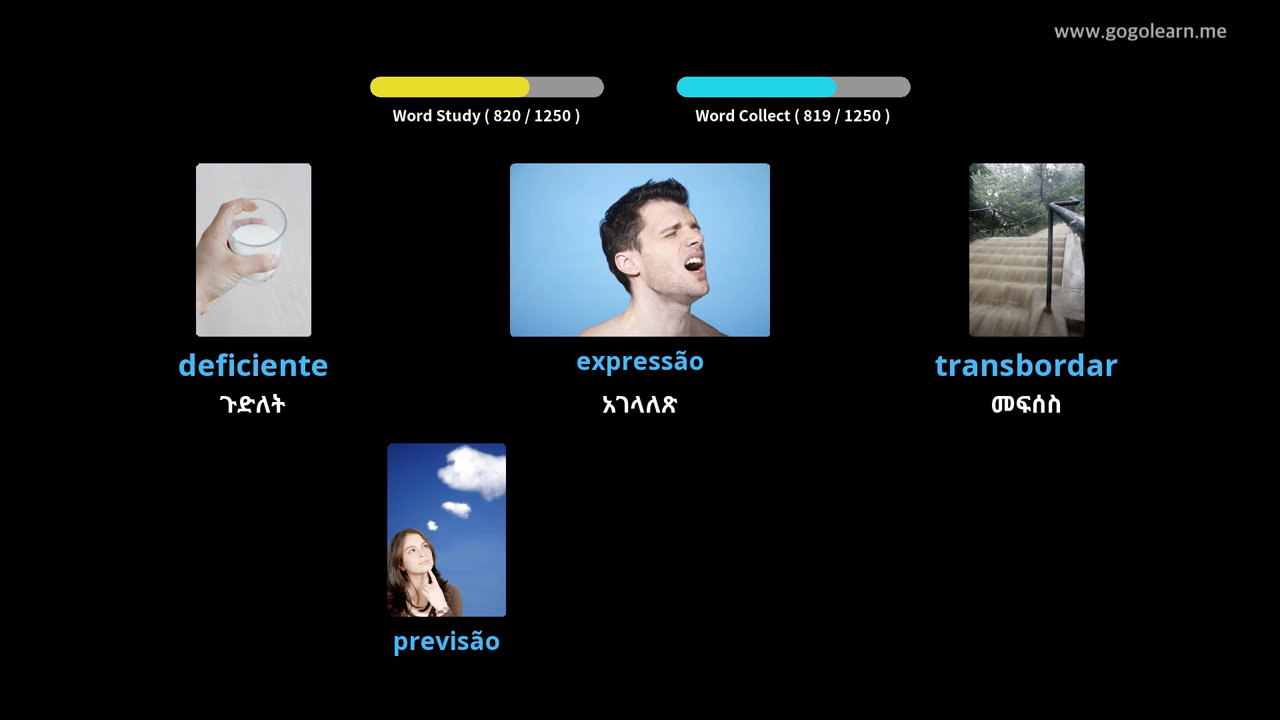 www.gogolearn.me
Word Study ( 820 / 1250 )
Word Collect ( 819 / 1250 )
deficiente
ጉድለት
expressão
አገላለጽ
transbordar
መፍሰስ
previsão